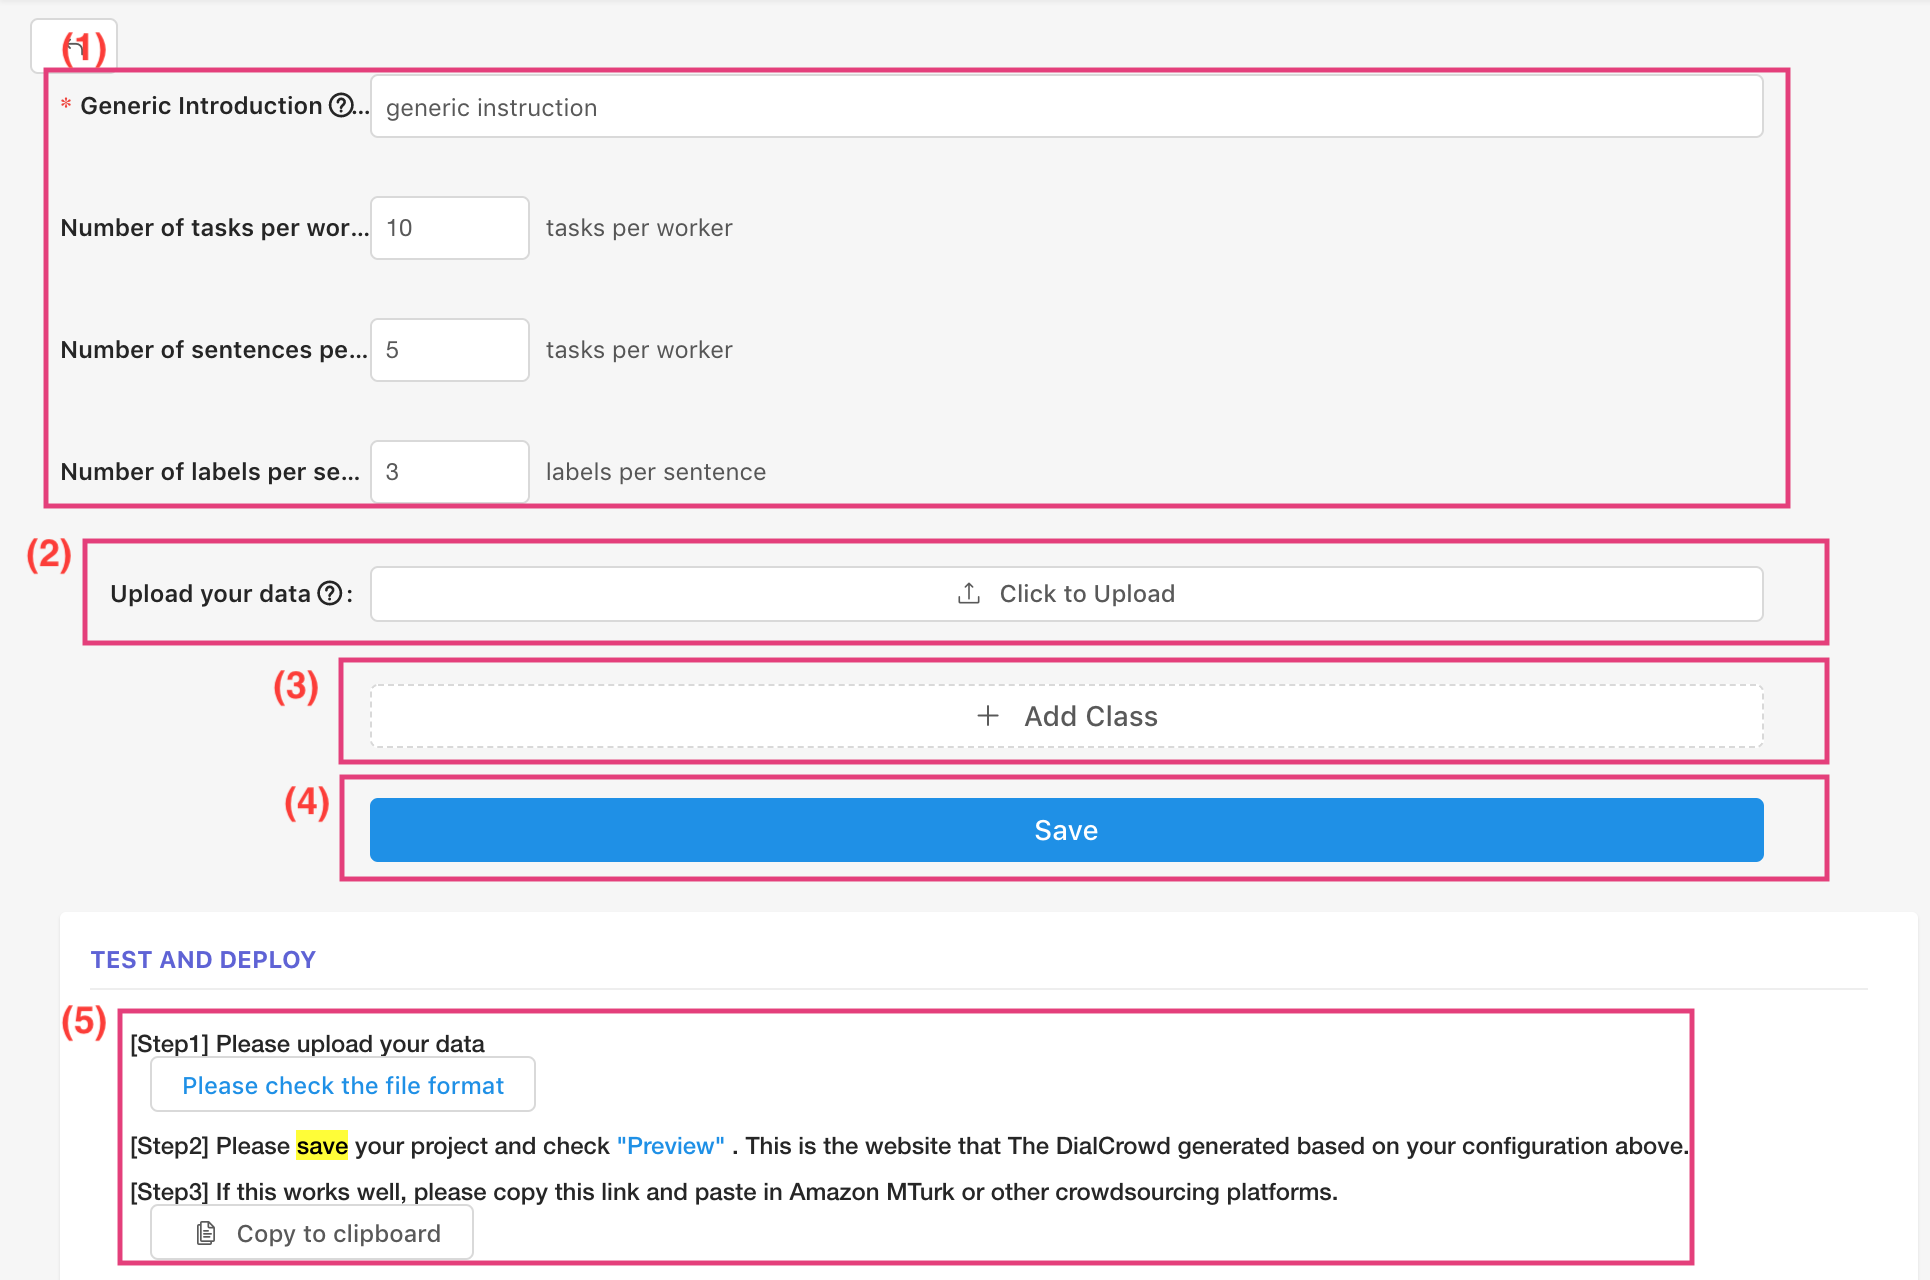 (1)
* Generic Introduction ?... generic instruction
Number of tasks per wor... 10 tasks per worker
Number of sentences pe... 5 tasks per worker
Number of labels per se... 3 labels per sentence
(2)
Upload your data ? : Click to Upload
(3)
+ Add Class
(4)
Save
TEST AND DEPLOY
(5)
[Step1] Please upload your data
Please check the file format
[Step2] Please save your project and check "Preview" . This is the website that The DialCrowd generated based on your configuration above.
[Step3] If this works well, please copy this link and paste in Amazon MTurk or other crowdsourcing platforms.
Copy to clipboard